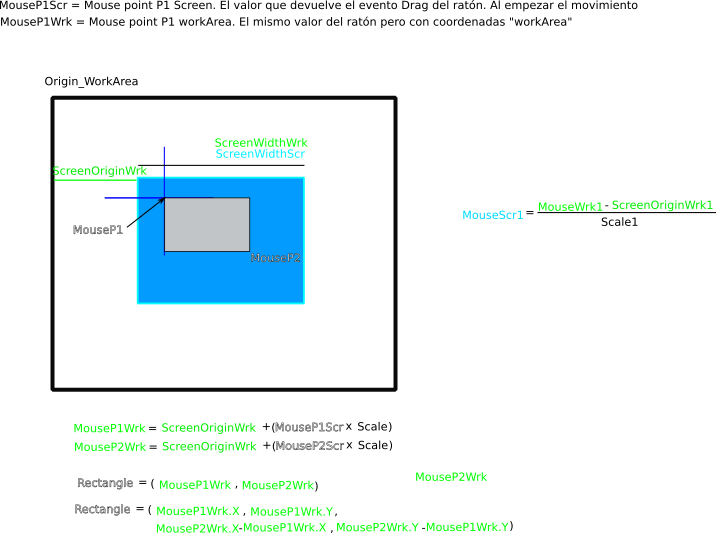 MouseP1Scr = Mouse point P1 Screen. El valor que devuelve el evento Drag del ratón. Al empezar el movimiento
MouseP1Wrk = Mouse point P1 workArea. El mismo valor del ratón pero con coordenadas "workArea"
Origin_WorkArea
ScreenWidthWrk
ScreenWidthScr
ScreenOriginWrk
MouseP1
MouseP2
MouseScr1 = MouseWrk1 - ScreenOriginWrk1
Scale1
MouseP1Wrk = ScreenOriginWrk +(MouseP1Scr x Scale)
MouseP2Wrk = ScreenOriginWrk +(MouseP2Scr x Scale)
MouseP2Wrk
Rectangle = ( MouseP1Wrk , MouseP2Wrk)
Rectangle = ( MouseP1Wrk.X , MouseP1Wrk.Y ,
MouseP2Wrk.X-MouseP1Wrk.X , MouseP2Wrk.Y -MouseP1Wrk.Y)